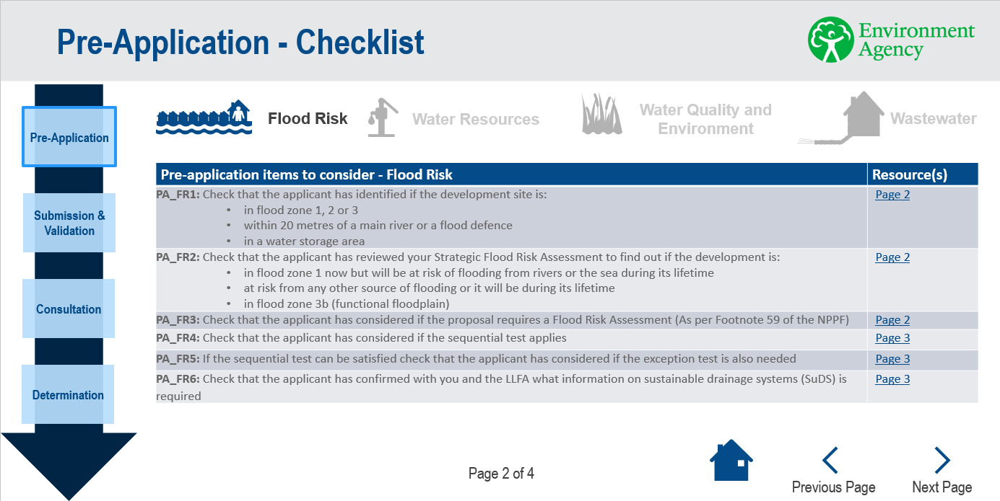 Pre-Application - Checklist
Environment
Agency
Pre-Application
Submission &
Validation
Consultation
Determination
Flood Risk
Water Resources
Water Quality and
Environment
Wastewater
Pre-application items to consider - Flood Risk
Resource(s)
PA_FR1: Check that the applicant has identified if the development site is:
• in flood zone 1, 2 or 3
• within 20 metres of a main river or a flood defence
• in a water storage area
Page 2
PA_FR2: Check that the applicant has reviewed your Strategic Flood Risk Assessment to find out if the development is:
• in flood zone 1 now but will be at risk of flooding from rivers or the sea during its lifetime
• at risk from any other source of flooding or it will be during its lifetime
• in flood zone 3b (functional floodplain)
Page 2
PA_FR3: Check that the applicant has considered if the proposal requires a Flood Risk Assessment (As per Footnote 59 of the NPPF)
Page 2
PA_FR4: Check that the applicant has considered if the sequential test applies
Page 3
PA_FR5: If the sequential test can be satisfied check that the applicant has considered if the exception test is also needed
Page 3
PA_FR6: Check that the applicant has confirmed with you and the LLFA what information on sustainable drainage systems (SuDS) is
required
Page 3
Page 2 of 4
Previous Page
Next Page